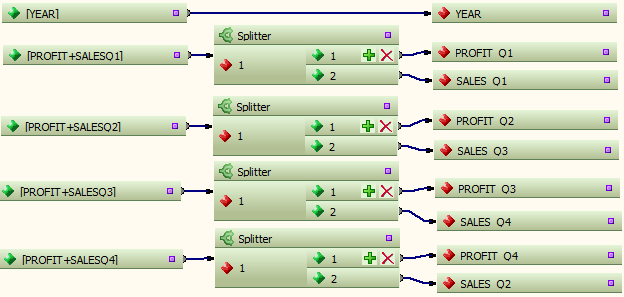 [YEAR]
YEAR
Splitter
[PROFIT+SALESQ1]
1
1
2
PROFIT Q1
SALES Q1
Splitter
[PROFIT+SALESQ2]
1
1
2
PROFIT Q2
SALES Q3
Splitter
[PROFIT+SALESQ3]
1
1
2
PROFIT Q3
SALES Q4
Splitter
[PROFIT+SALESQ4]
1
1
2
PROFIT Q4
SALES Q2